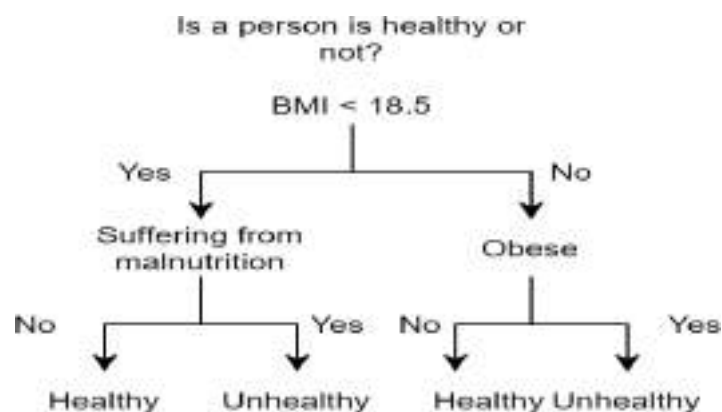 Is a person is healthy or
not?
BMI < 18.5
Yes
No
Suffering from
malnutrition
Obese
No
Yes
No
Yes
Healthy
Unhealthy
Healthy
Unhealthy